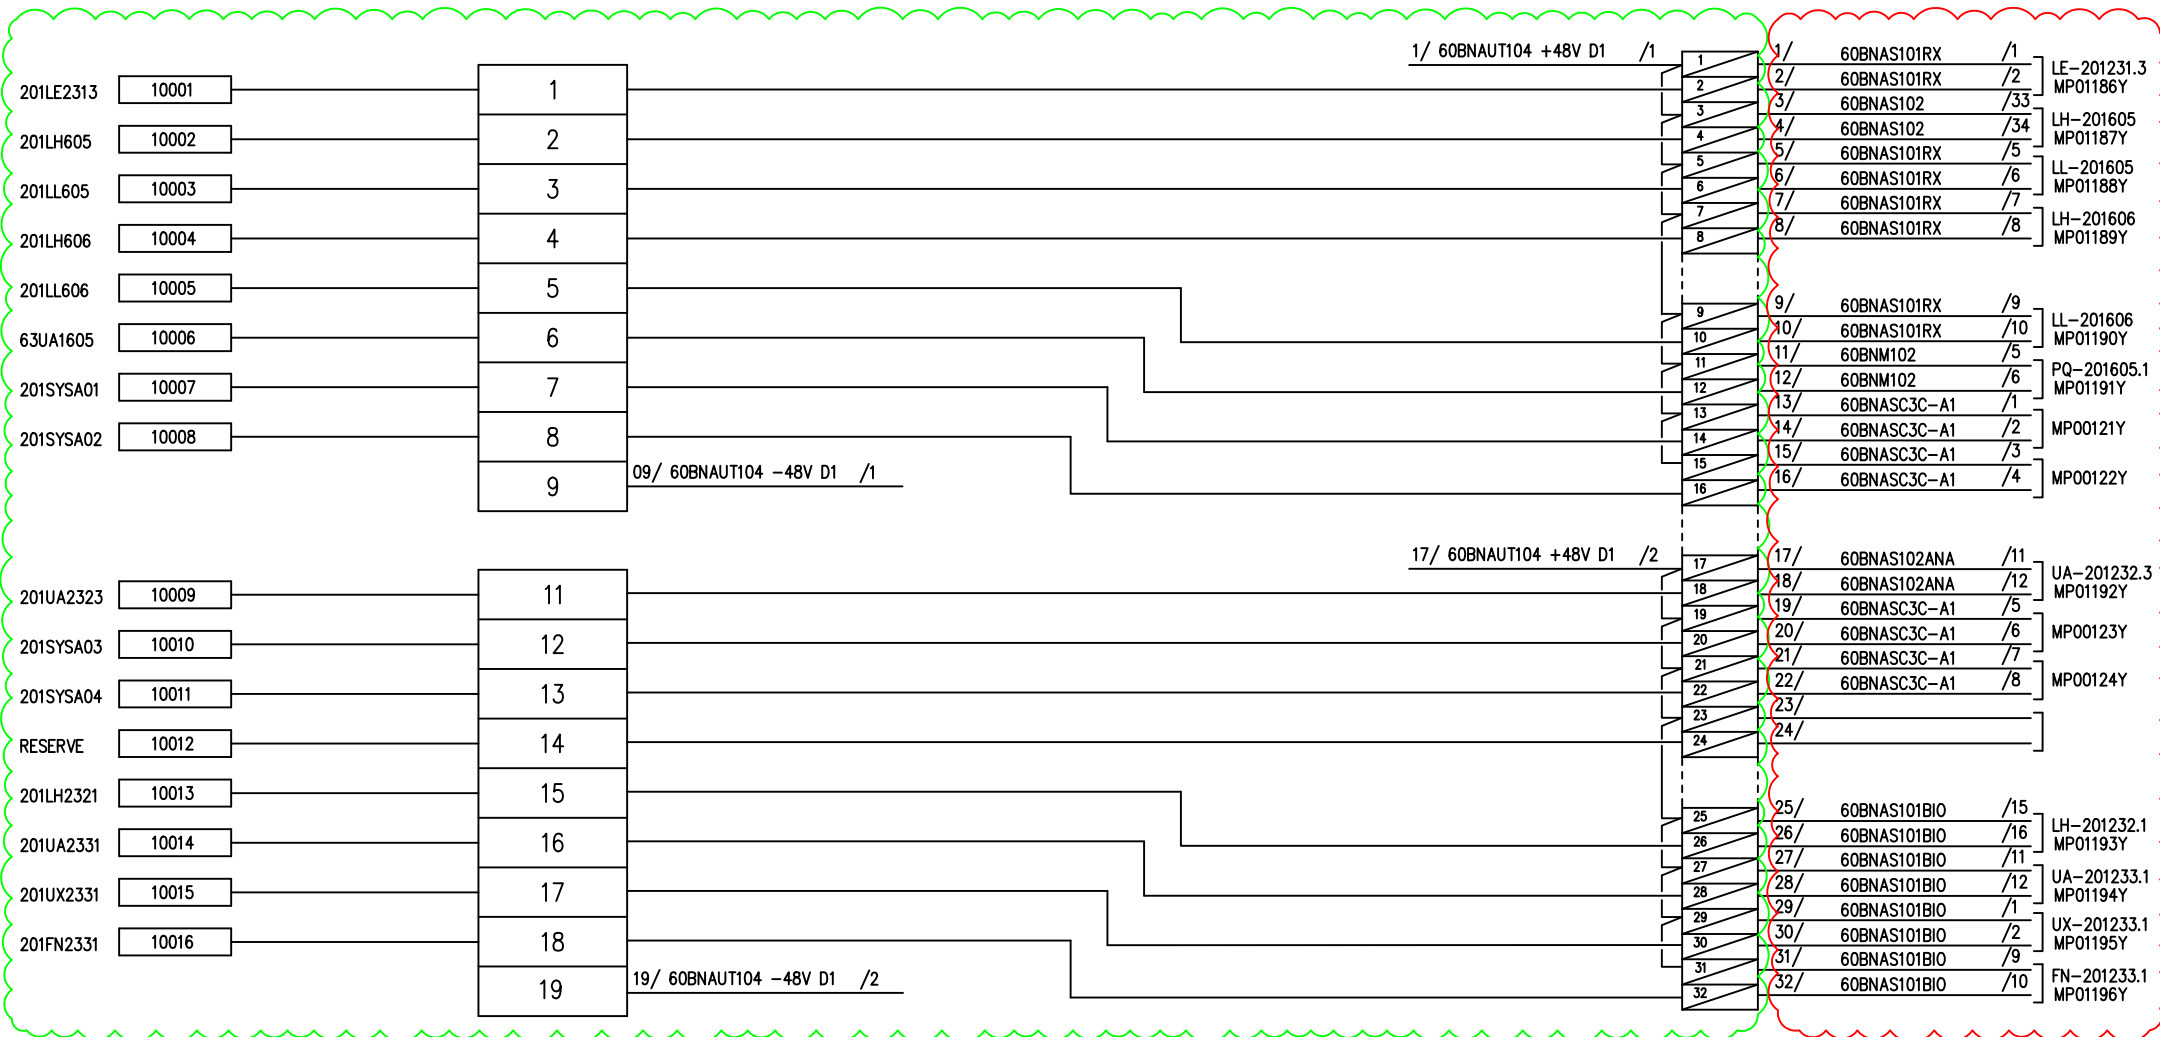 1/ 60BNAUT104 +48V D1 /1
201LE2313 10001 1 1 1/ 60BNAS101RX /1 LE-201231.3
2 2/ 60BNAS101RX /2 MP01186Y
201LH605 10002 2 3 3/ 60BNAS102 /33 LH-201605
4 4/ 60BNAS102 /34 MP01187Y
201LL605 10003 3 5 5/ 60BNAS101RX /5 LL-201605
6 6/ 60BNAS101RX /6 MP01188Y
201LH606 10004 4 7 7/ 60BNAS101RX /7 LH-201606
8 8/ 60BNAS101RX /8 MP01189Y
201LL606 10005 5 9 9/ 60BNAS101RX /9 LL-201606
10 10/ 60BNAS101RX /10 MP01190Y
63UA1605 10006 6 11 11/ 60BNM102 /5 PQ-201605.1
12 12/ 60BNM102 /6 MP01191Y
201SYSA01 10007 7 13 13/ 60BNASC3C-A1 /1 MP00121Y
14 14/ 60BNASC3C-A1 /2
201SYSA02 10008 8 15 15/ 60BNASC3C-A1 /3 MP00122Y
16 16/ 60BNASC3C-A1 /4
9 09/ 60BNAUT104 -48V D1 /1
17/ 60BNAUT104 +48V D1 /2
201UA2323 10009 11 17 17/ 60BNAS102ANA /11 UA-201232.3
18 18/ 60BNAS102ANA /12 MP01192Y
201SYSA03 10010 12 19 19/ 60BNASC3C-A1 /5 MP00123Y
20 20/ 60BNASC3C-A1 /6
201SYSA04 10011 13 21 21/ 60BNASC3C-A1 /7 MP00124Y
22 22/ 60BNASC3C-A1 /8
RESERVE 10012 14 23 23/
24 24/
201LH2321 10013 15 25 25/ 60BNAS101BIO /15 LH-201232.1
26 26/ 60BNAS101BIO /16 MP01193Y
201UA2331 10014 16 27 27/ 60BNAS101BIO /11 UA-201233.1
28 28/ 60BNAS101BIO /12 MP01194Y
201UX2331 10015 17 29 29/ 60BNAS101BIO /1 UX-201233.1
30 30/ 60BNAS101BIO /2 MP01195Y
201FN2331 10016 18 31 31/ 60BNAS101BIO /9 FN-201233.1
32 32/ 60BNAS101BIO /10 MP01196Y
19 19/ 60BNAUT104 -48V D1 /2